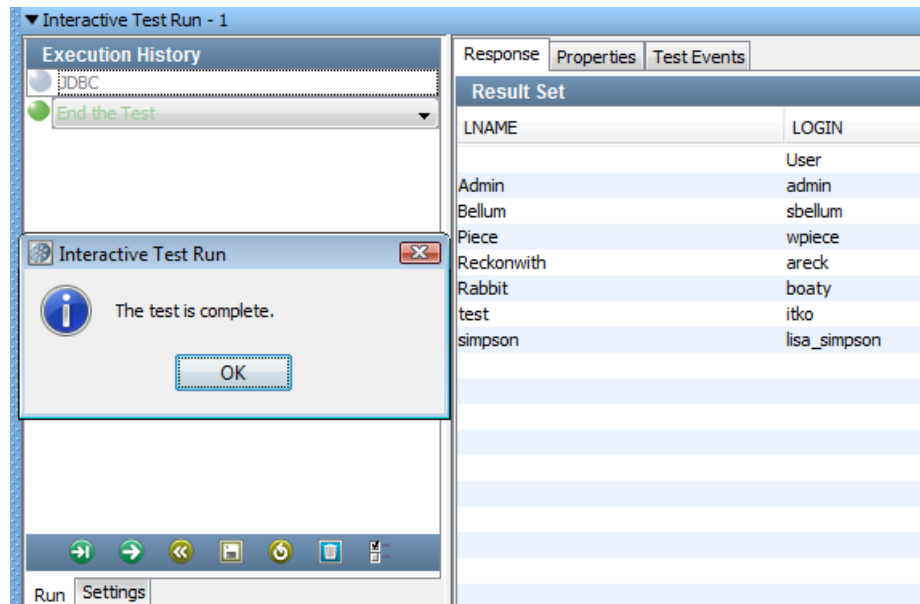 Interactive Test Run - 1
Execution History
JDBC
End the Test
Interactive Test Run
The test is complete.
OK
Run Settings
Response Properties Test Events
Result Set
LNAME LOGIN
User
Admin admin
Bellum sbellum
Piece wpiece
Reckonwith areck
Rabbit boaty
test itko
simpson lisa_simpson